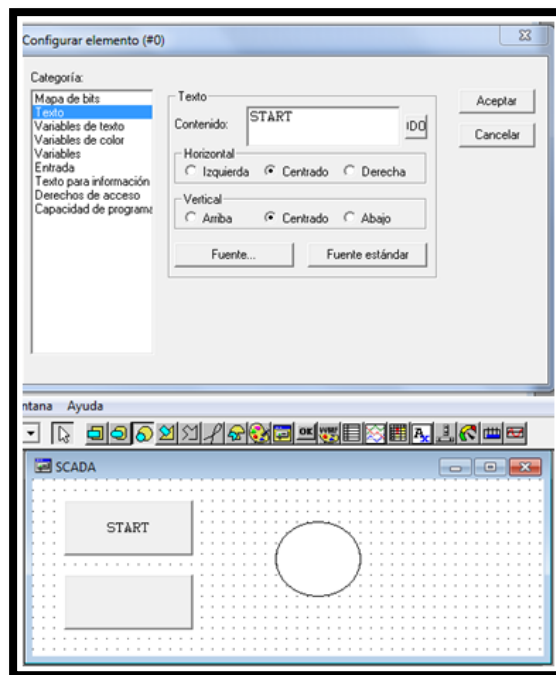 Configurar elemento (#0)
Categoría:
Mapa de bits
Texto
Variables de texto
Variables de color
Variables
Entrada
Texto para información
Derechos de acceso
Capacidad de programa
Texto
Contenido:
START
Horizontal
Izquierda Centrado Derecha
Vertical
Arriba Centrado Abajo
Fuente... Fuente estándar
Aceptar
Cancelar
ntana Ayuda
OK
SCADA
START